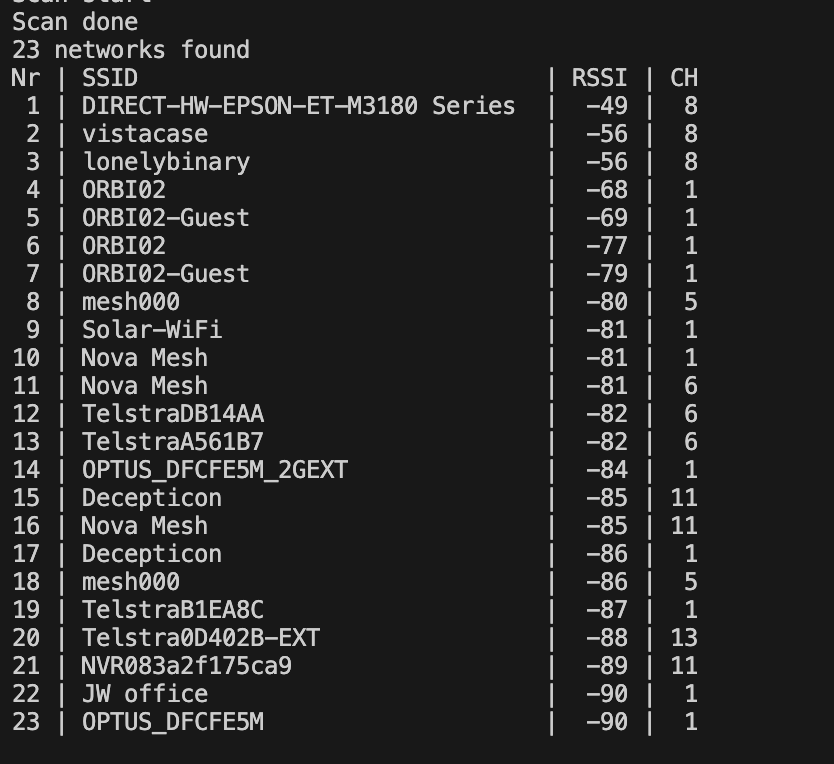 Scan start
Scan done
23 networks found
Nr | SSID | RSSI | CH
1 | DIRECT-HW-EPSON-ET-M3180 Series | -49 | 8
2 | vistacase | -56 | 8
3 | lonelybinary | -56 | 8
4 | ORBI02 | -68 | 1
5 | ORBI02-Guest | -69 | 1
6 | ORBI02 | -77 | 1
7 | ORBI02-Guest | -79 | 1
8 | mesh000 | -80 | 5
9 | Solar-WiFi | -81 | 1
10 | Nova Mesh | -81 | 1
11 | Nova Mesh | -81 | 6
12 | TelstraDB14AA | -82 | 6
13 | TelstraA561B7 | -82 | 6
14 | OPTUS_DFCFE5M_2GEXT | -84 | 1
15 | Decepticon | -85 | 11
16 | Nova Mesh | -85 | 11
17 | Decepticon | -86 | 1
18 | mesh000 | -86 | 5
19 | TelstraB1EA8C | -87 | 1
20 | Telstra0D402B-EXT | -88 | 13
21 | NVR083a2f175ca9 | -89 | 11
22 | JW office | -90 | 1
23 | OPTUS_DFCFE5M | -90 | 1